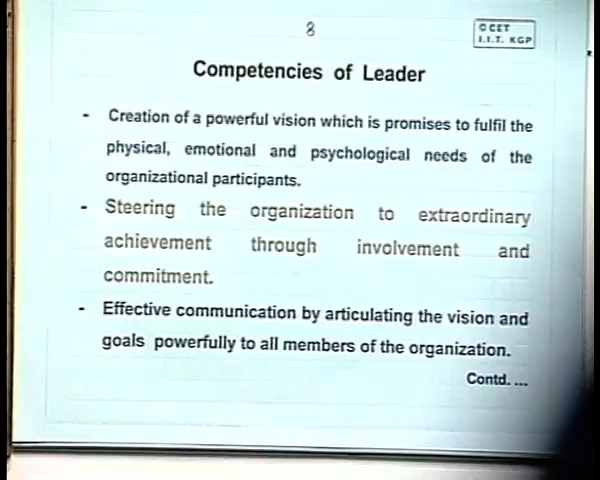 8
© CET
I.I.T. KGP
Competencies of Leader
- Creation of a powerful vision which is promises to fulfil the
physical, emotional and psychological needs of the
organizational participants.
- Steering the organization to extraordinary
achievement through involvement and
commitment.
- Effective communication by articulating the vision and
goals powerfully to all members of the organization.
Contd. ...